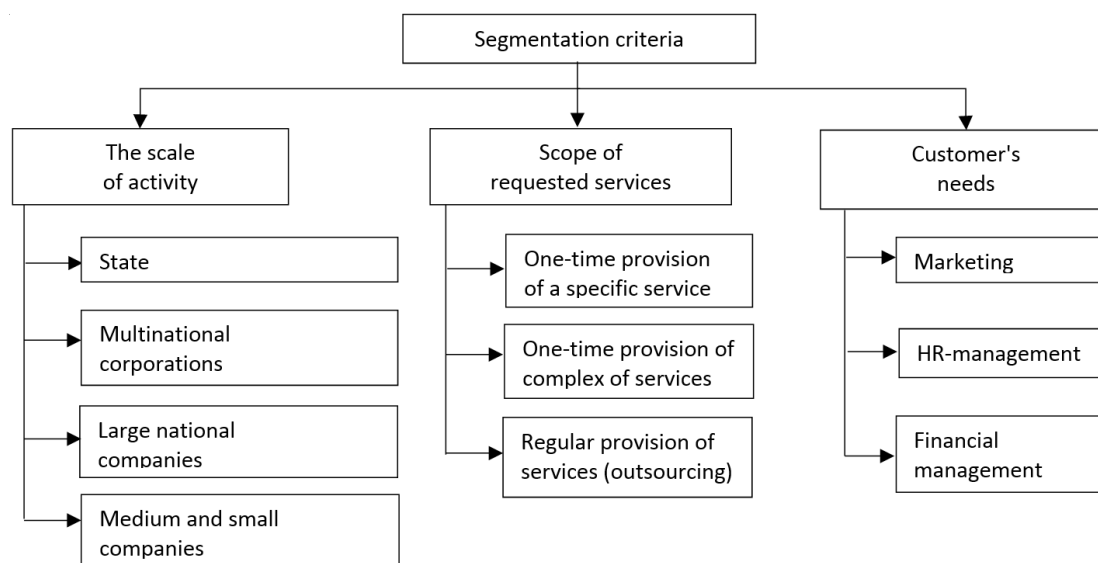 Segmentation criteria
The scale
of activity
State
Multinational
corporations
Large national
companies
Medium and small
companies
Scope of
requested services
One-time provision
of a specific service
One-time provision of
complex of services
Regular provision of
services (outsourcing)
Customer's
needs
Marketing
HR-management
Financial
management